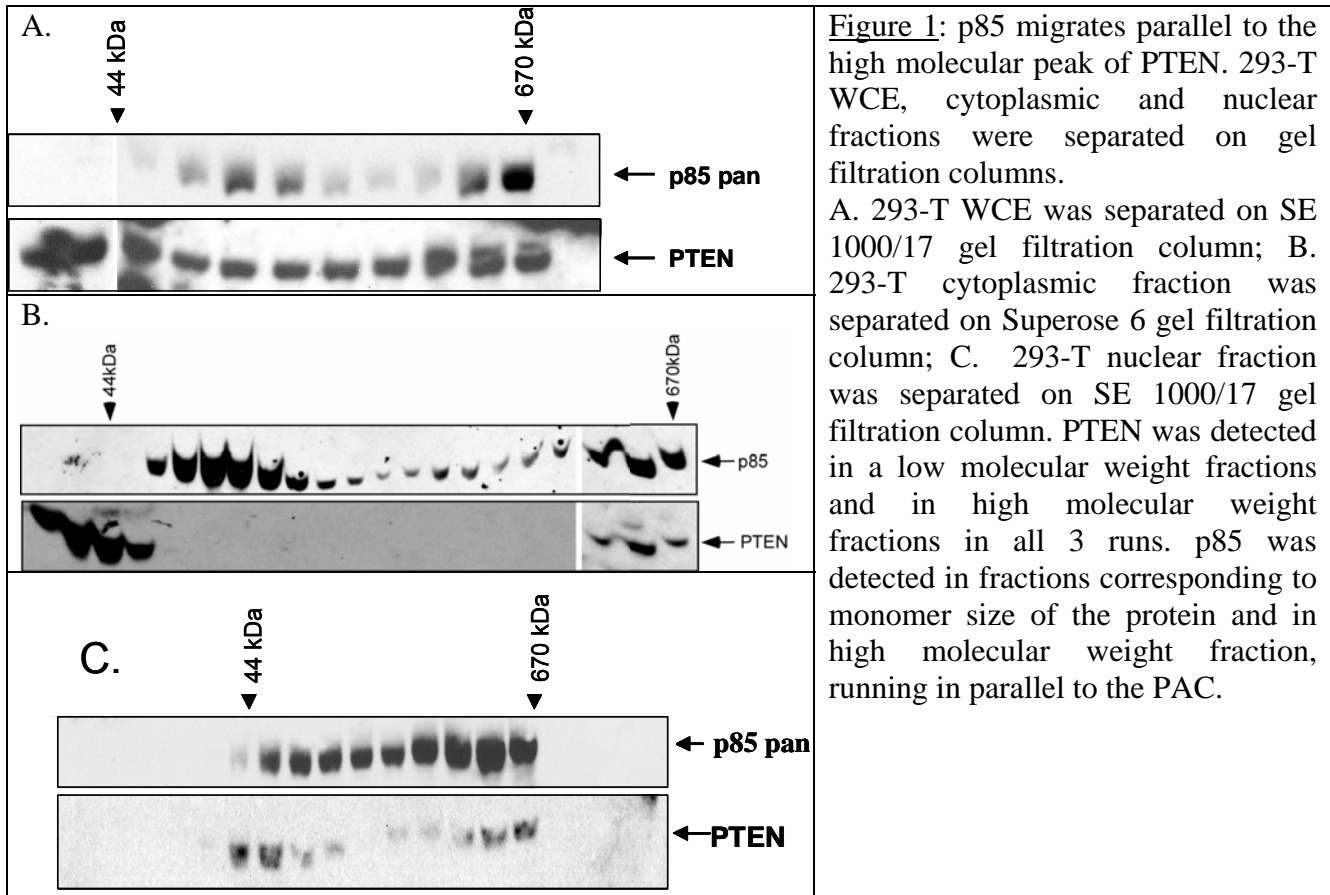 A.
44 kDa
670 kDa
p85 pan
PTEN
B.
44kDa
670kDa
p85
PTEN
C.
44 kDa
670 kDa
p85 pan
PTEN
Figure 1: p85 migrates parallel to the
high molecular peak of PTEN. 293-T
WCE, cytoplasmic and nuclear
fractions were separated on gel
filtration columns.
A. 293-T WCE was separated on SE
1000/17 gel filtration column; B.
293-T cytoplasmic fraction was
separated on Superose 6 gel filtration
column; C. 293-T nuclear fraction
was separated on SE 1000/17 gel
filtration column. PTEN was detected
in a low molecular weight fractions
and in high molecular weight
fractions in all 3 runs. p85 was
detected in fractions corresponding to
monomer size of the protein and in
high molecular weight fraction,
running in parallel to the PAC.